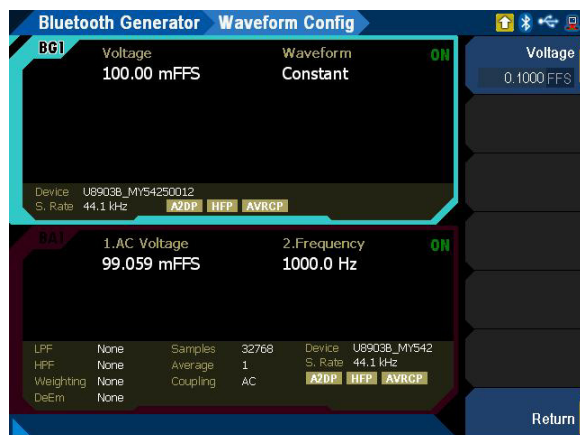 Bluetooth Generator Waveform Config
BG1
Voltage Waveform ON
100.00 mFFS Constant
Device U8903B_MY54250012
S. Rate 44.1 kHz A2DP HFP AVRCP
BA1
1.AC Voltage 2.Frequency ON
99.059 mFFS 1000.0 Hz
LPF None Samples 32768 Device U8903B_MY542
HPF None Average 1 S. Rate 44.1 kHz
Weighting None Coupling AC A2DP HFP AVRCP
DeEm None
Voltage
0.1000 FFS
Return